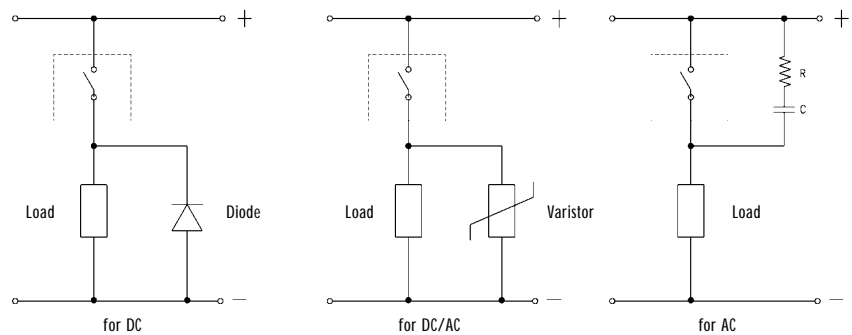 +
+
+
R
C
Load
Diode
Load
Varistor
Load
−
−
−
for DC
for DC/AC
for AC